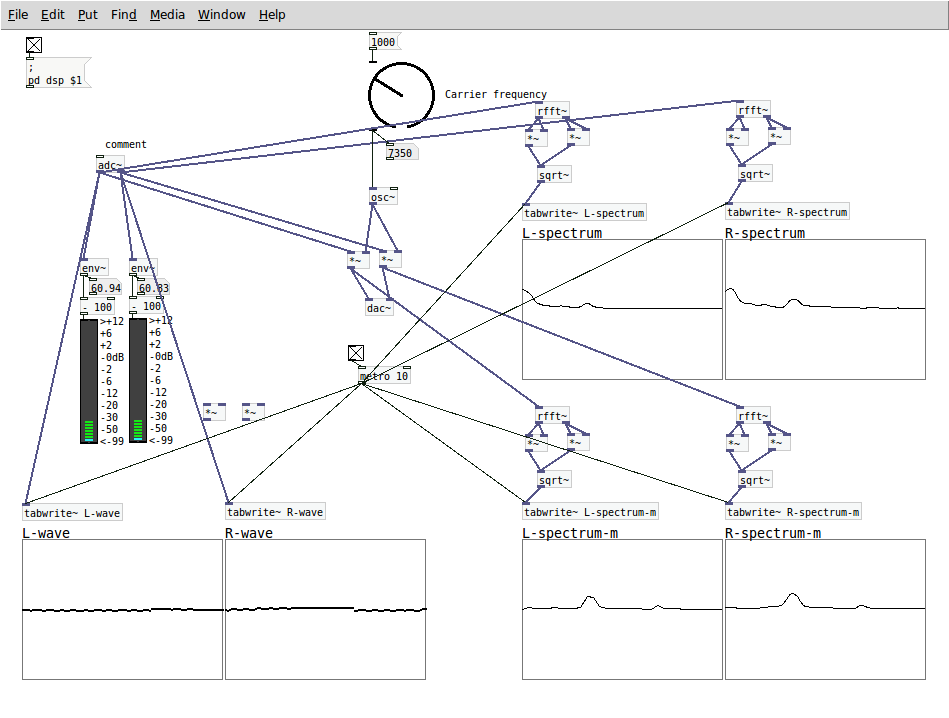 File Edit Put Find Media Window Help
;
pd dsp $1
1000
Carrier frequency
7350
comment
adc~
osc~
rfft~
*~ *~
sqrt~
tabwrite~ L-spectrum
L-spectrum
rfft~
*~ *~
sqrt~
tabwrite~ R-spectrum
R-spectrum
*~ *~
dac~
env~
60.94
- 100
>+12
+6
+2
-0dB
-2
-6
-12
-20
-30
-50
<-99
env~
60.83
- 100
>+12
+6
+2
-0dB
-2
-6
-12
-20
-30
-50
<-99
metro 10
*~ *~
tabwrite~ L-wave
L-wave
tabwrite~ R-wave
R-wave
rfft~
*~ *~
sqrt~
tabwrite~ L-spectrum-m
L-spectrum-m
rfft~
*~ *~
sqrt~
tabwrite~ R-spectrum-m
R-spectrum-m